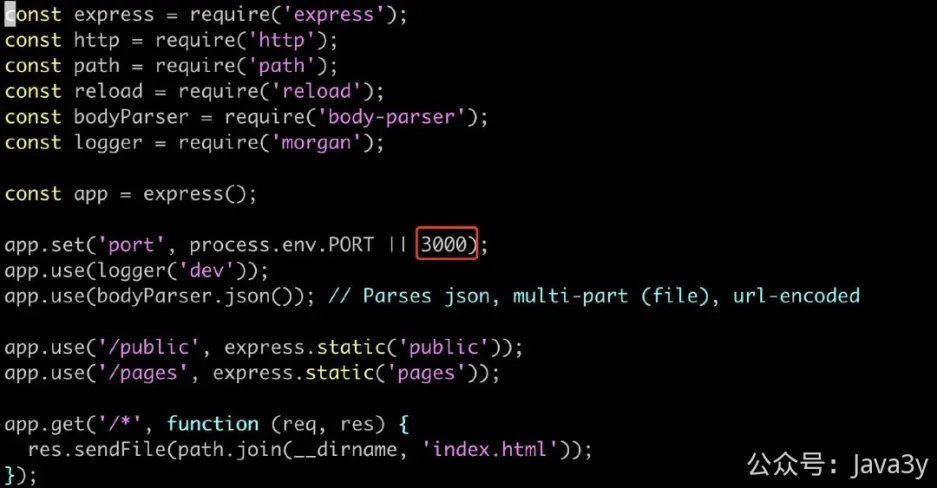 const express = require('express');
const http = require('http');
const path = require('path');
const reload = require('reload');
const bodyParser = require('body-parser');
const logger = require('morgan');
const app = express();
app.set('port', process.env.PORT || 3000);
app.use(logger('dev'));
app.use(bodyParser.json()); // Parses json, multi-part (file), url-encoded
app.use('/public', express.static('public'));
app.use('/pages', express.static('pages'));
app.get('/*', function (req, res) {
  res.sendFile(path.join(__dirname, 'index.html'));
});
公众号：Java3y